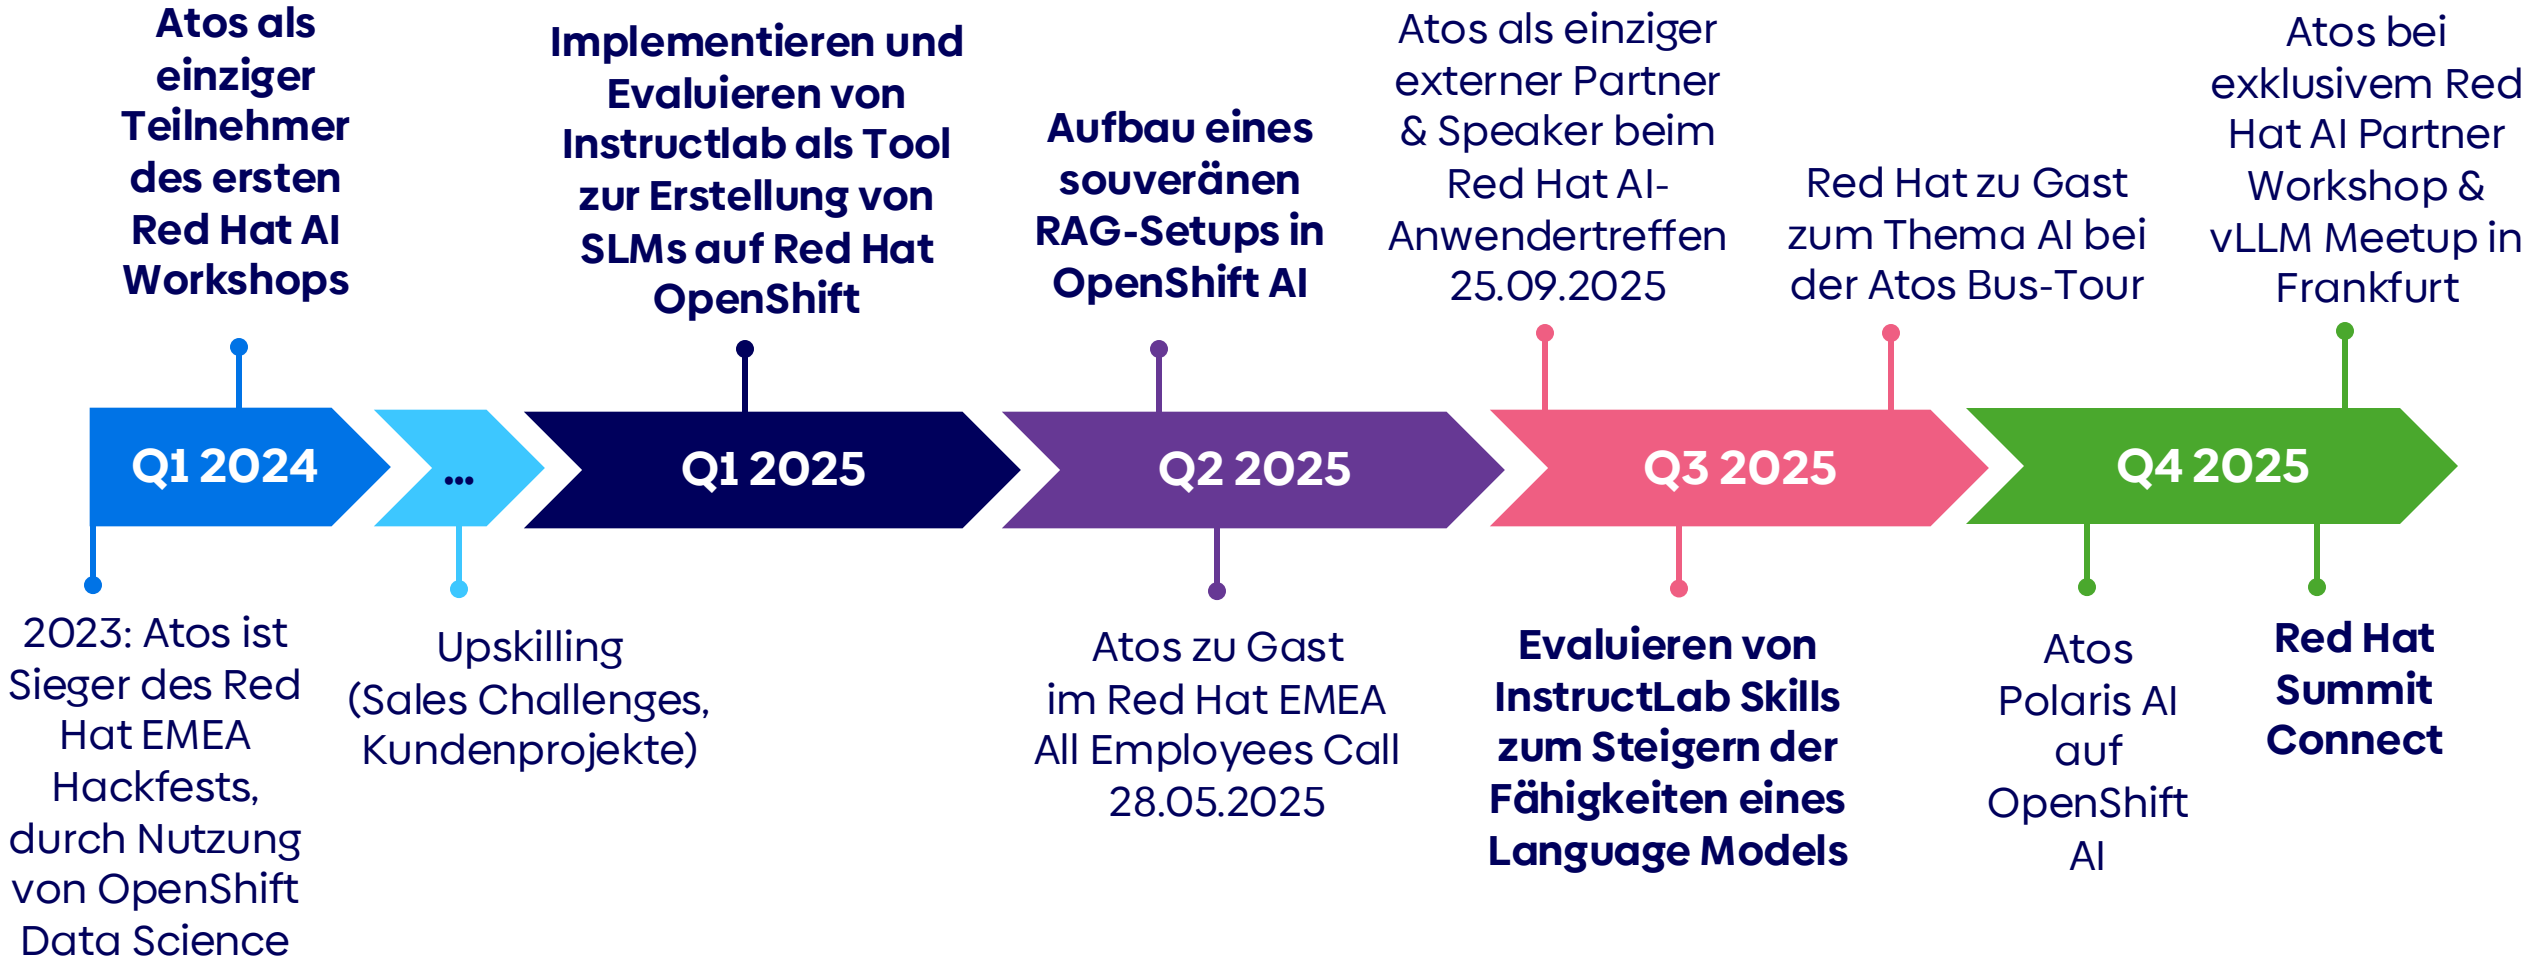 Atos als
einziger
Teilnehmer
des ersten
Red Hat AI
Workshops
Implementieren und
Evaluieren von
Instructlab als Tool
zur Erstellung von
SLMs auf Red Hat
OpenShift
Aufbau eines
souveränen
RAG-Setups in
OpenShift AI
Atos als einziger
externer Partner
& Speaker beim
Red Hat AI-
Anwendertreffen
25.09.2025
Red Hat zu Gast
zum Thema AI bei
der Atos Bus-Tour
Atos bei
exklusivem Red
Hat AI Partner
Workshop &
vLLM Meetup in
Frankfurt
Q1 2024
...
Q1 2025
Q2 2025
Q3 2025
Q4 2025
2023: Atos ist
Sieger des Red
Hat EMEA
Hackfests,
durch Nutzung
von OpenShift
Data Science
Upskilling
(Sales Challenges,
Kundenprojekte)
Atos zu Gast
im Red Hat EMEA
All Employees Call
28.05.2025
Evaluieren von
InstructLab Skills
zum Steigern der
Fähigkeiten eines
Language Models
Atos
Polaris AI
auf
OpenShift
AI
Red Hat
Summit
Connect